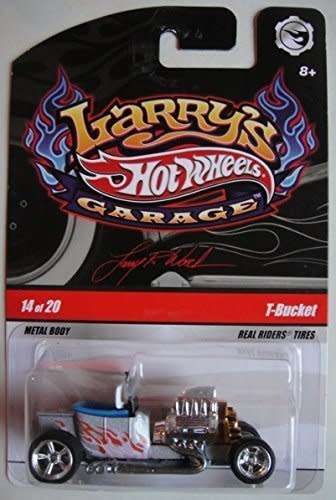 8+
Larry's
Hot Wheels
GARAGE
14 of 20
T-Bucket
METAL BODY
REAL RIDERS® TIRES